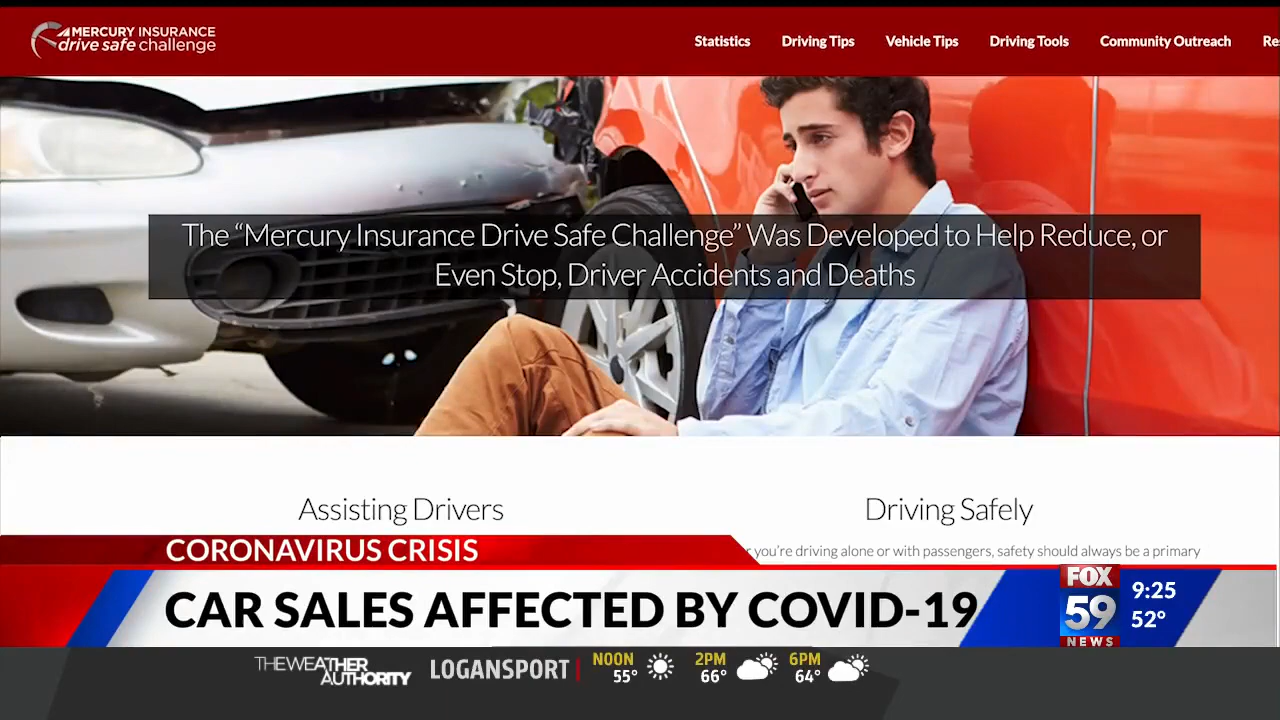 MERCURY INSURANCE
drive safe challenge
Statistics Driving Tips Vehicle Tips Driving Tools Community Outreach Re
The “Mercury Insurance Drive Safe Challenge” Was Developed to Help Reduce, or
Even Stop, Driver Accidents and Deaths
Assisting Drivers
Driving Safely
you’re driving alone or with passengers, safety should always be a primary
CORONAVIRUS CRISIS
CAR SALES AFFECTED BY COVID-19
FOX
59
NEWS
9:25
52°
THE WEATHER
AUTHORITY
LOGANSPORT
NOON
55°
2PM
66°
6PM
64°